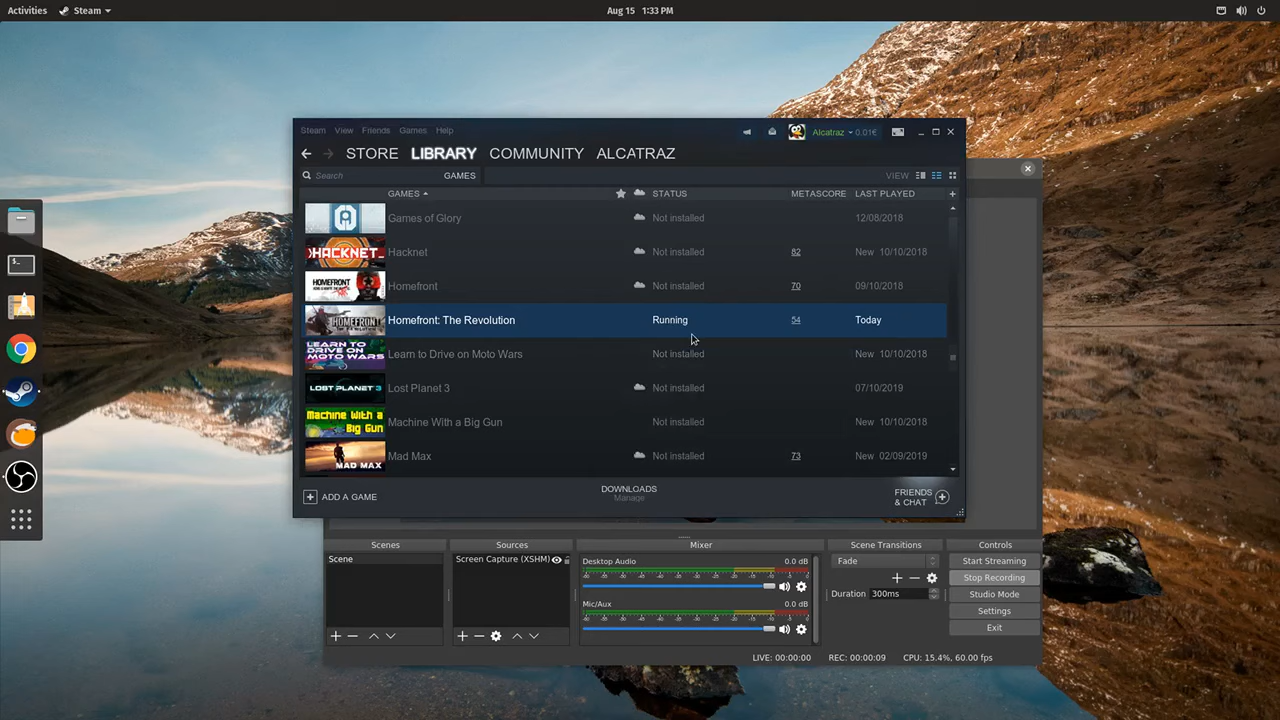 Activities Steam Aug 15 1:33 PM
Steam View Friends Games Help Alcatraz 0.01€
STORE LIBRARY COMMUNITY ALCATRAZ
Search GAMES VIEW
GAMES STATUS METASCORE LAST PLAYED +
Games of Glory Not installed 12/08/2018
HACKNET Hacknet Not installed 82 New 10/10/2018
HOMEFRONT Homefront Not installed 70 09/10/2018
HOMEFRONT Homefront: The Revolution Running 54 Today
LEARN TO DRIVE ON MOTO WARS Learn to Drive on Moto Wars Not installed New 10/10/2018
LOST PLANET 3 Lost Planet 3 Not installed 07/10/2019
Machine With a Big Gun Machine With a Big Gun Not installed New 10/10/2018
MAD MAX Mad Max Not installed 73 New 02/09/2019
+ ADD A GAME DOWNLOADS FRIENDS
Manage & CHAT +
Scenes Sources Mixer Scene Transitions Controls
Scene Screen Capture (XSHM) Desktop Audio 0.0 dB Fade Start Streaming
Stop Recording
Duration 300ms Studio Mode
Mic/Aux 0.0 dB Settings
Exit
LIVE: 00:00:00 REC: 00:00:09 CPU: 15.4%, 60.00 fps